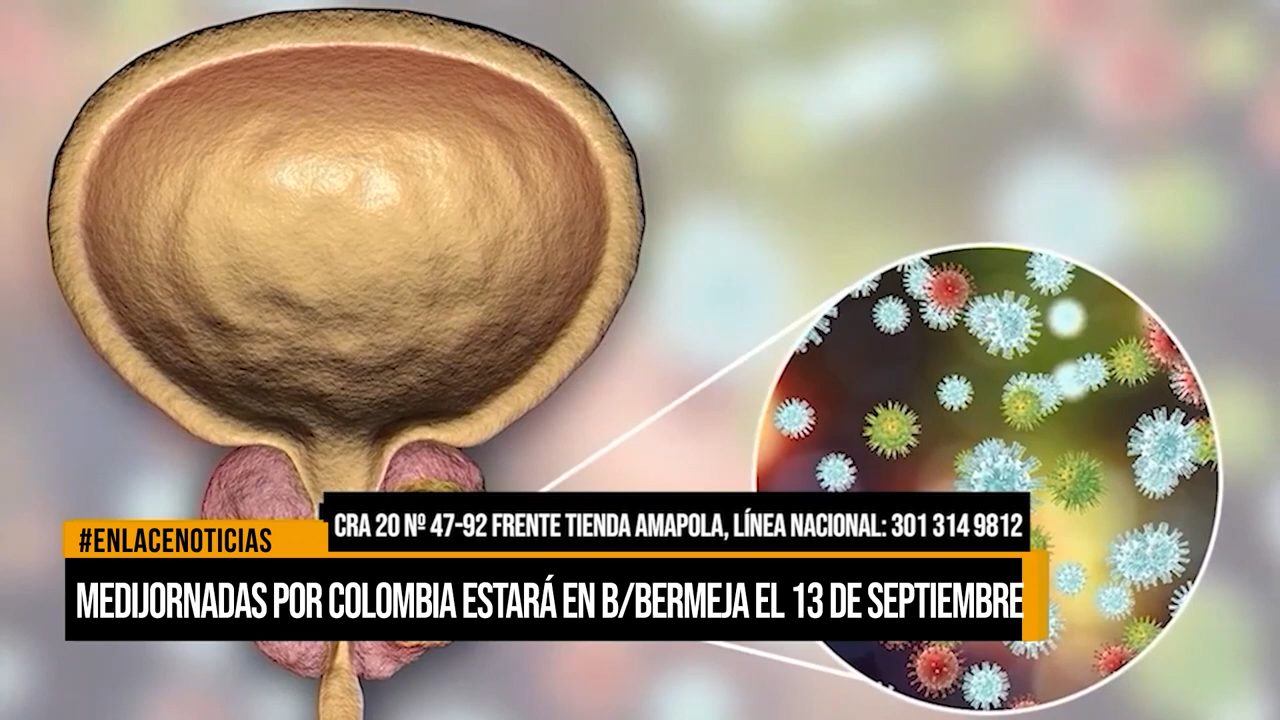 CRA 20 Nº 47-92 FRENTE TIENDA AMAPOLA, LÍNEA NACIONAL: 301 314 9812
#ENLACENOTICIAS
MEDIJORNADAS POR COLOMBIA ESTARÁ EN B/BERMEJA EL 13 DE SEPTIEMBRE